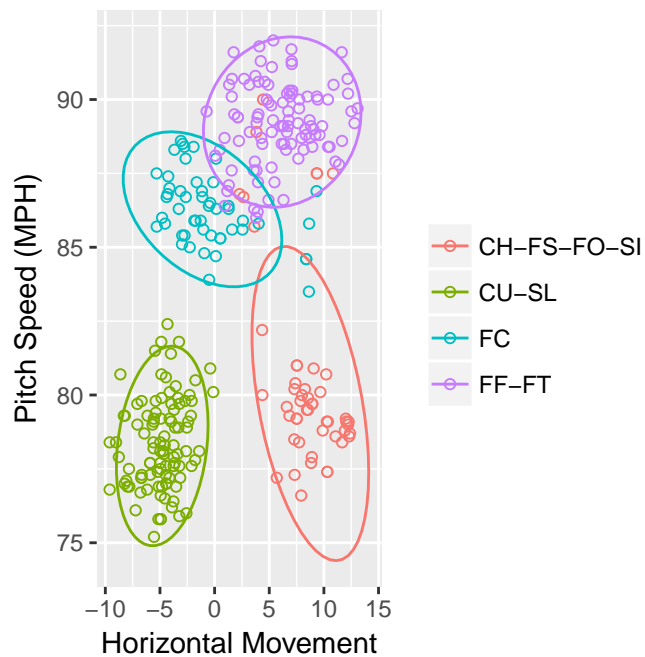 Pitch Speed (MPH)
90
85
80
75
−10 −5 0 5 10 15
Horizontal Movement
CH−FS−FO−SI
CU−SL
FC
FF−FT